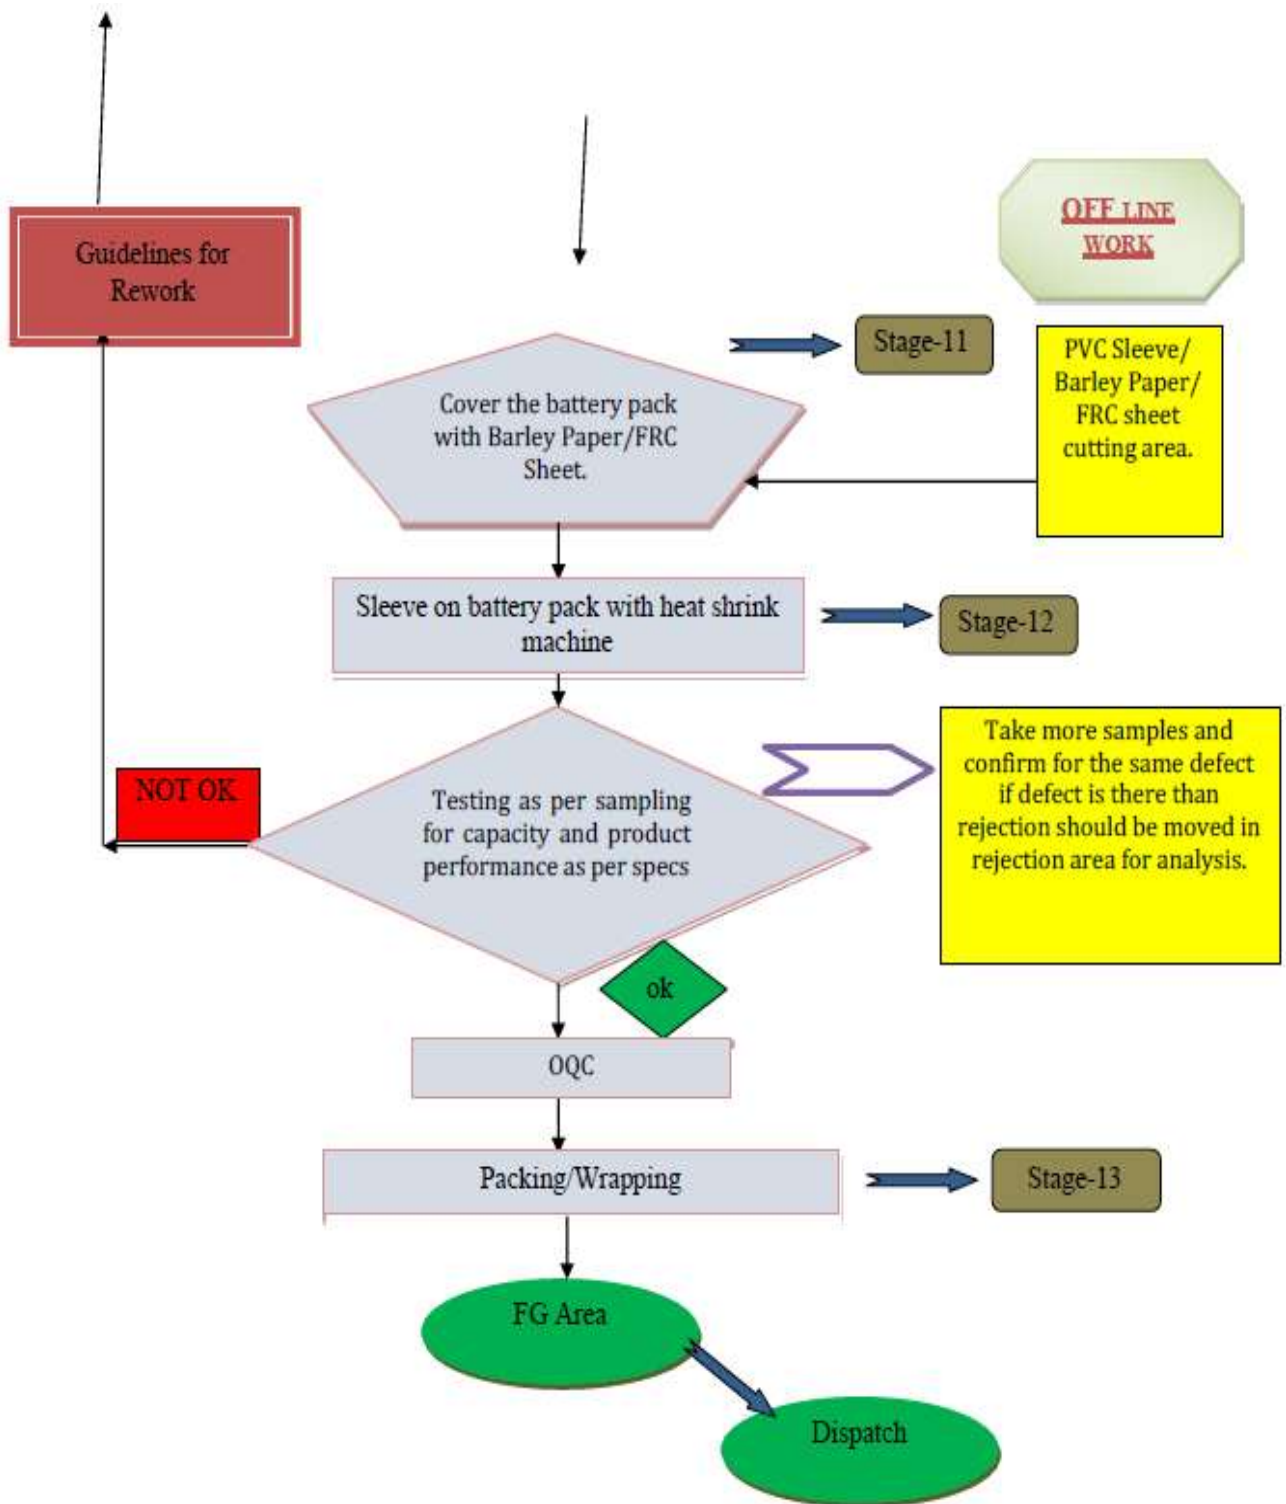 Guidelines for
Rework
OFF LINE
WORK
Stage-11
PVC Sleeve/
Barley Paper/
FRC sheet
cutting area.
Cover the battery pack
with Barley Paper/FRC
Sheet.
Sleeve on battery pack with heat shrink
machine
Stage-12
Take more samples and
confirm for the same defect
if defect is there than
rejection should be moved in
rejection area for analysis.
NOT OK
Testing as per sampling
for capacity and product
performance as per specs
ok
OQC
Packing/Wrapping
Stage-13
FG Area
Dispatch